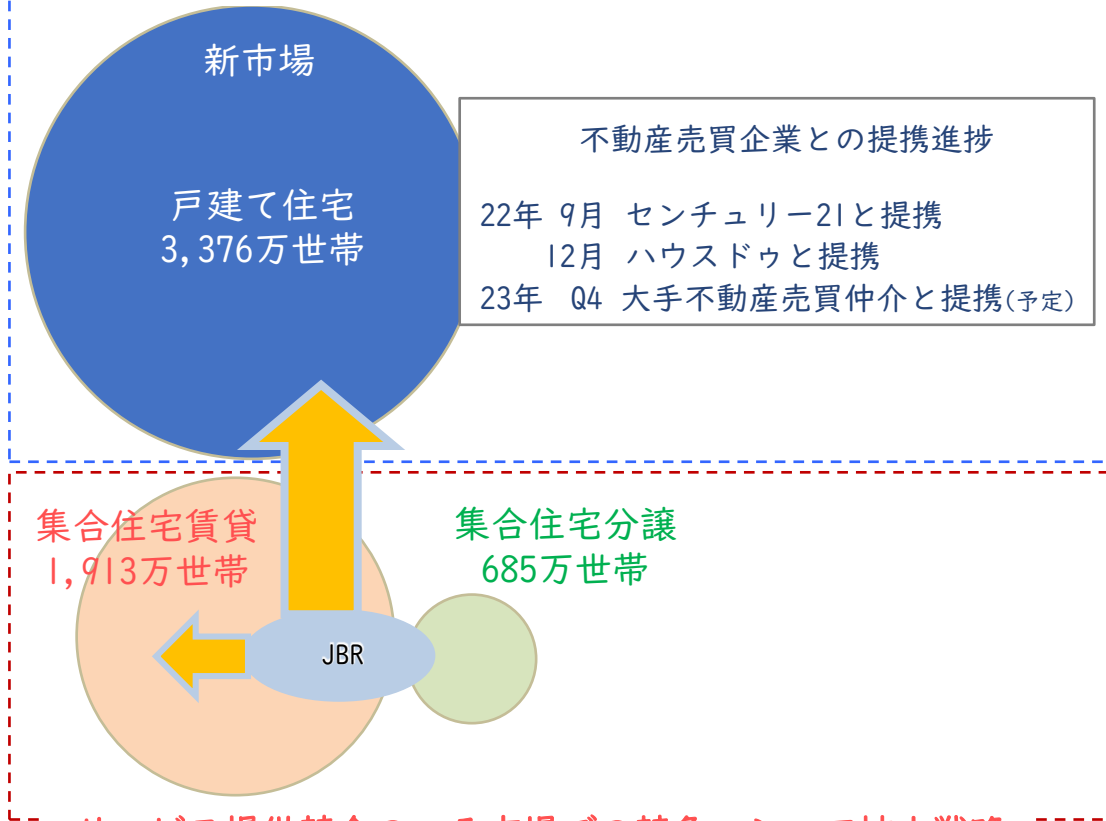 新市場
戸建て住宅
3,376万世帯
不動産売買企業との提携進捗
22年 9月 センチュリー21と提携
12月 ハウスドゥと提携
23年 Q4 大手不動産売買仲介と提携(予定)
集合住宅賃貸
1,913万世帯
集合住宅分譲
685万世帯
JBR